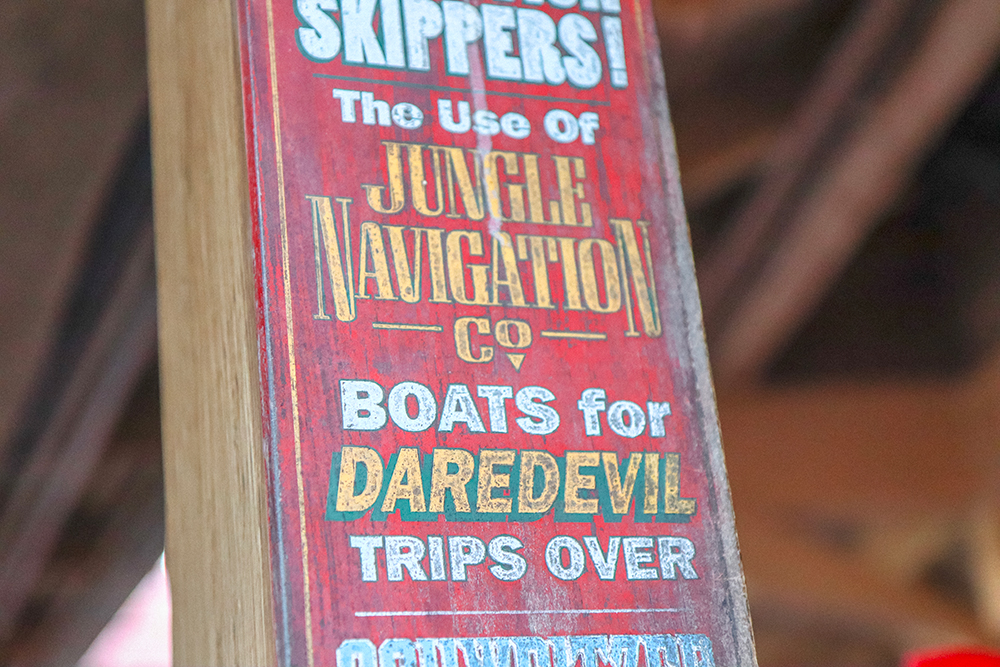 SKIPPERS!
The Use Of
JUNGLE
NAVIGATION
Co
BOATS for
DAREDEVIL
TRIPS OVER